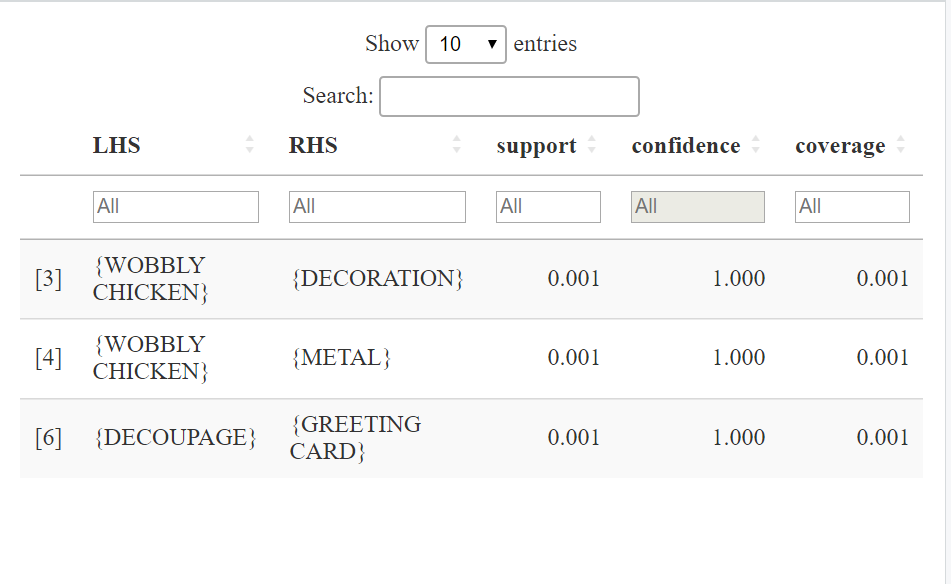 Show 10 entries
Search:
LHS RHS support confidence coverage
All All All All All
[3] {WOBBLY CHICKEN} {DECORATION} 0.001 1.000 0.001
[4] {WOBBLY CHICKEN} {METAL} 0.001 1.000 0.001
[6] {DECOUPAGE} {GREETING CARD} 0.001 1.000 0.001